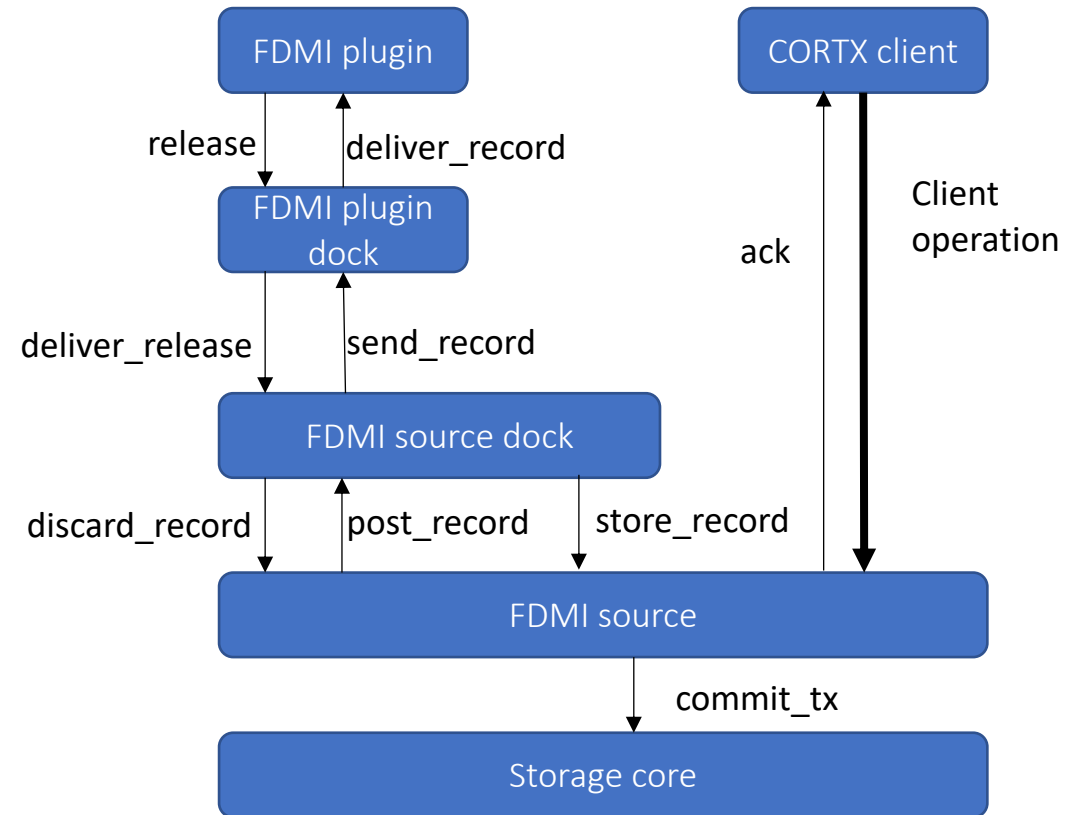 FDMI plugin
CORTX client
release
deliver_record
FDMI plugin
dock
Client
operation
ack
deliver_release
send_record
FDMI source dock
discard_record
post_record
store_record
FDMI source
commit_tx
Storage core